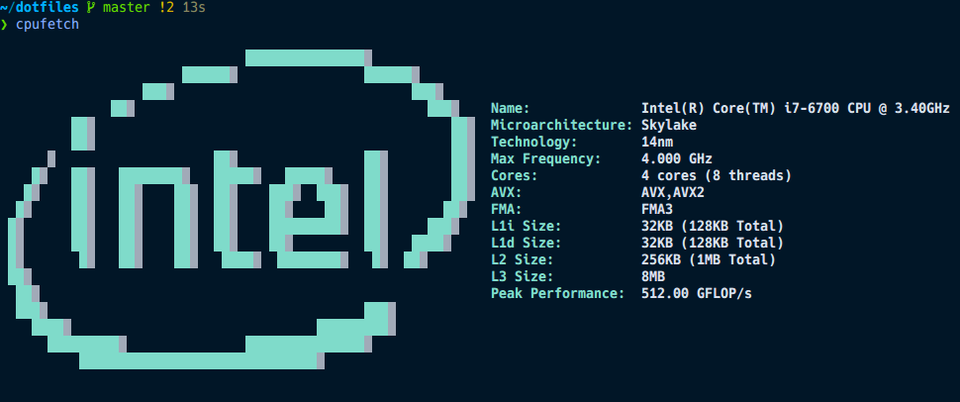 ~/dotfiles master !2 13s
❯ cpufetch
intel
Name: Intel(R) Core(TM) i7-6700 CPU @ 3.40GHz
Microarchitecture: Skylake
Technology: 14nm
Max Frequency: 4.000 GHz
Cores: 4 cores (8 threads)
AVX: AVX,AVX2
FMA: FMA3
L1i Size: 32KB (128KB Total)
L1d Size: 32KB (128KB Total)
L2 Size: 256KB (1MB Total)
L3 Size: 8MB
Peak Performance: 512.00 GFLOP/s